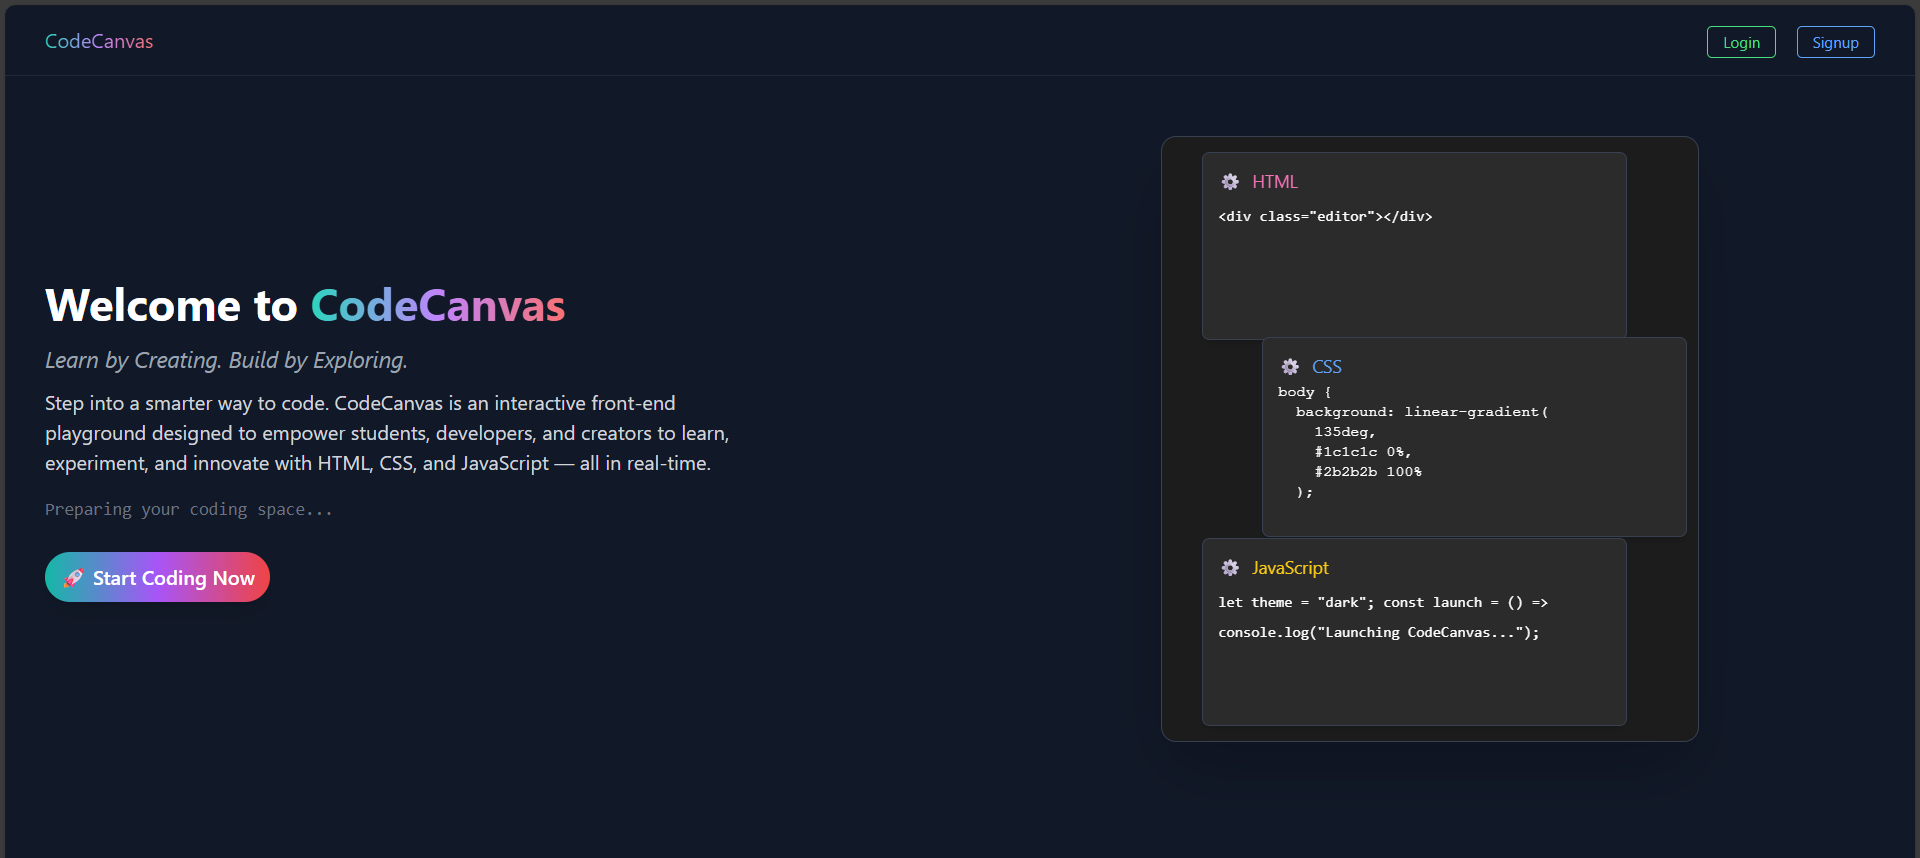 CodeCanvas
Login
Signup
Welcome to CodeCanvas
Learn by Creating. Build by Exploring.
Step into a smarter way to code. CodeCanvas is an interactive front-end
playground designed to empower students, developers, and creators to learn,
experiment, and innovate with HTML, CSS, and JavaScript — all in real-time.
Preparing your coding space...
🚀 Start Coding Now
HTML
<div class="editor"></div>
CSS
body {
  background: linear-gradient(
    135deg,
    #1c1c1c 0%,
    #2b2b2b 100%
  );
JavaScript
let theme = "dark"; const launch = () =>
console.log("Launching CodeCanvas...");